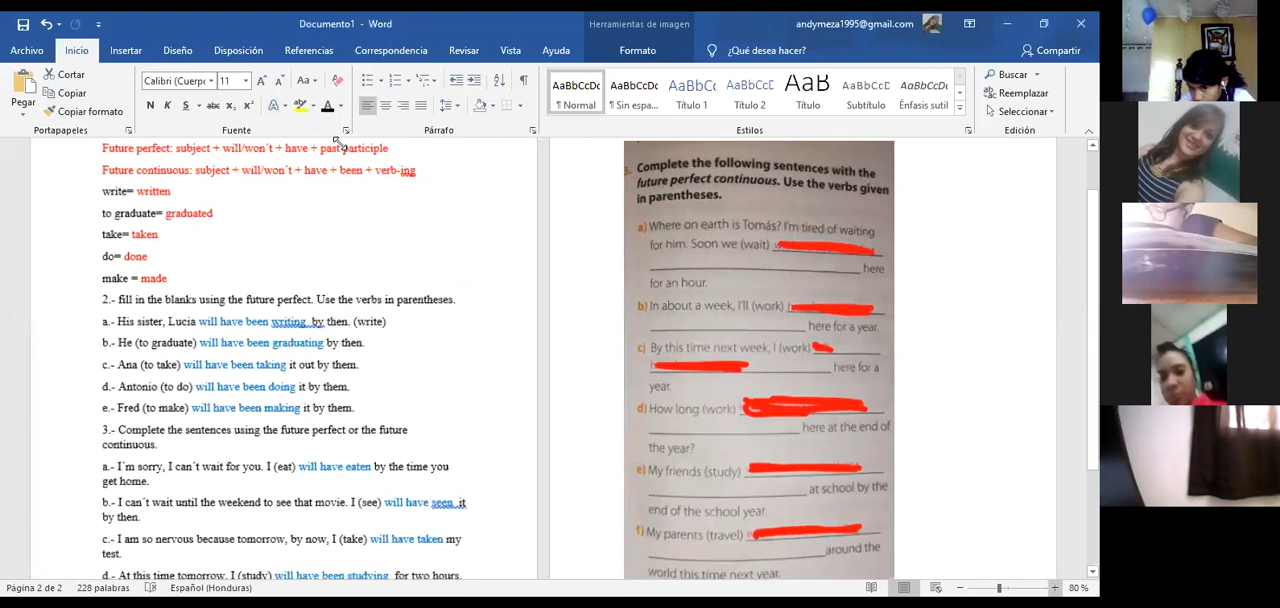 Documento1 - Word
Herramientas de imagen
andymeza1995@gmail.com
Archivo
Inicio
Insertar
Diseño
Disposición
Referencias
Correspondencia
Revisar
Vista
Ayuda
Formato
¿Qué desea hacer?
Compartir
Pegar
Cortar
Copiar
Copiar formato
Portapapeles
Calibri (Cuerpo
11
Fuente
Párrafo
AaBbCcDc
¶ Normal
AaBbCcDc
¶ Sin espa...
AaBbCcC
Título 1
AaBbCcD
Título 2
AaB
Título
AaBbCcD
Subtítulo
AaBbCcDc
Énfasis sutil
Estilos
Buscar
Reemplazar
Seleccionar
Edición
Future perfect: subject + will/won´t + have + past participle
Future continuous: subject + will/won´t + have + been + verb-ing
write= written
to graduate= graduated
take= taken
do= done
make = made
2.- fill in the blanks using the future perfect. Use the verbs in parentheses.
a.- His sister, Lucia will have been writing by then. (write)
b.- He (to graduate) will have been graduating by then.
c.- Ana (to take) will have been taking it out by them.
d.- Antonio (to do) will have been doing it by them.
e.- Fred (to make) will have been making it by them.
3.- Complete the sentences using the future perfect or the future
continuous.
a.- I´m sorry, I can´t wait for you. I (eat) will have eaten by the time you
get home.
b.- I can´t wait until the weekend to see that movie. I (see) will have seen it
by then.
c.- I am so nervous because tomorrow, by now, I (take) will have taken my
test.
d.- At this time tomorrow, I (study) will have been studying for two hours.
Complete the following sentences with the
future perfect continuous. Use the verbs given
in parentheses.
a) Where on earth is Tomás? I'm tired of waiting
for him. Soon we (wait)
here
for an hour.
b) In about a week, I'll (work)
here for a year.
c) By this time next week, I (work)
here for a
year.
d) How long (work)
here at the end of
the year?
e) My friends (study)
at school by the
end of the school year.
f) My parents (travel)
around the
world this time next year.
Página 2 de 2
228 palabras
Español (Honduras)
80 %